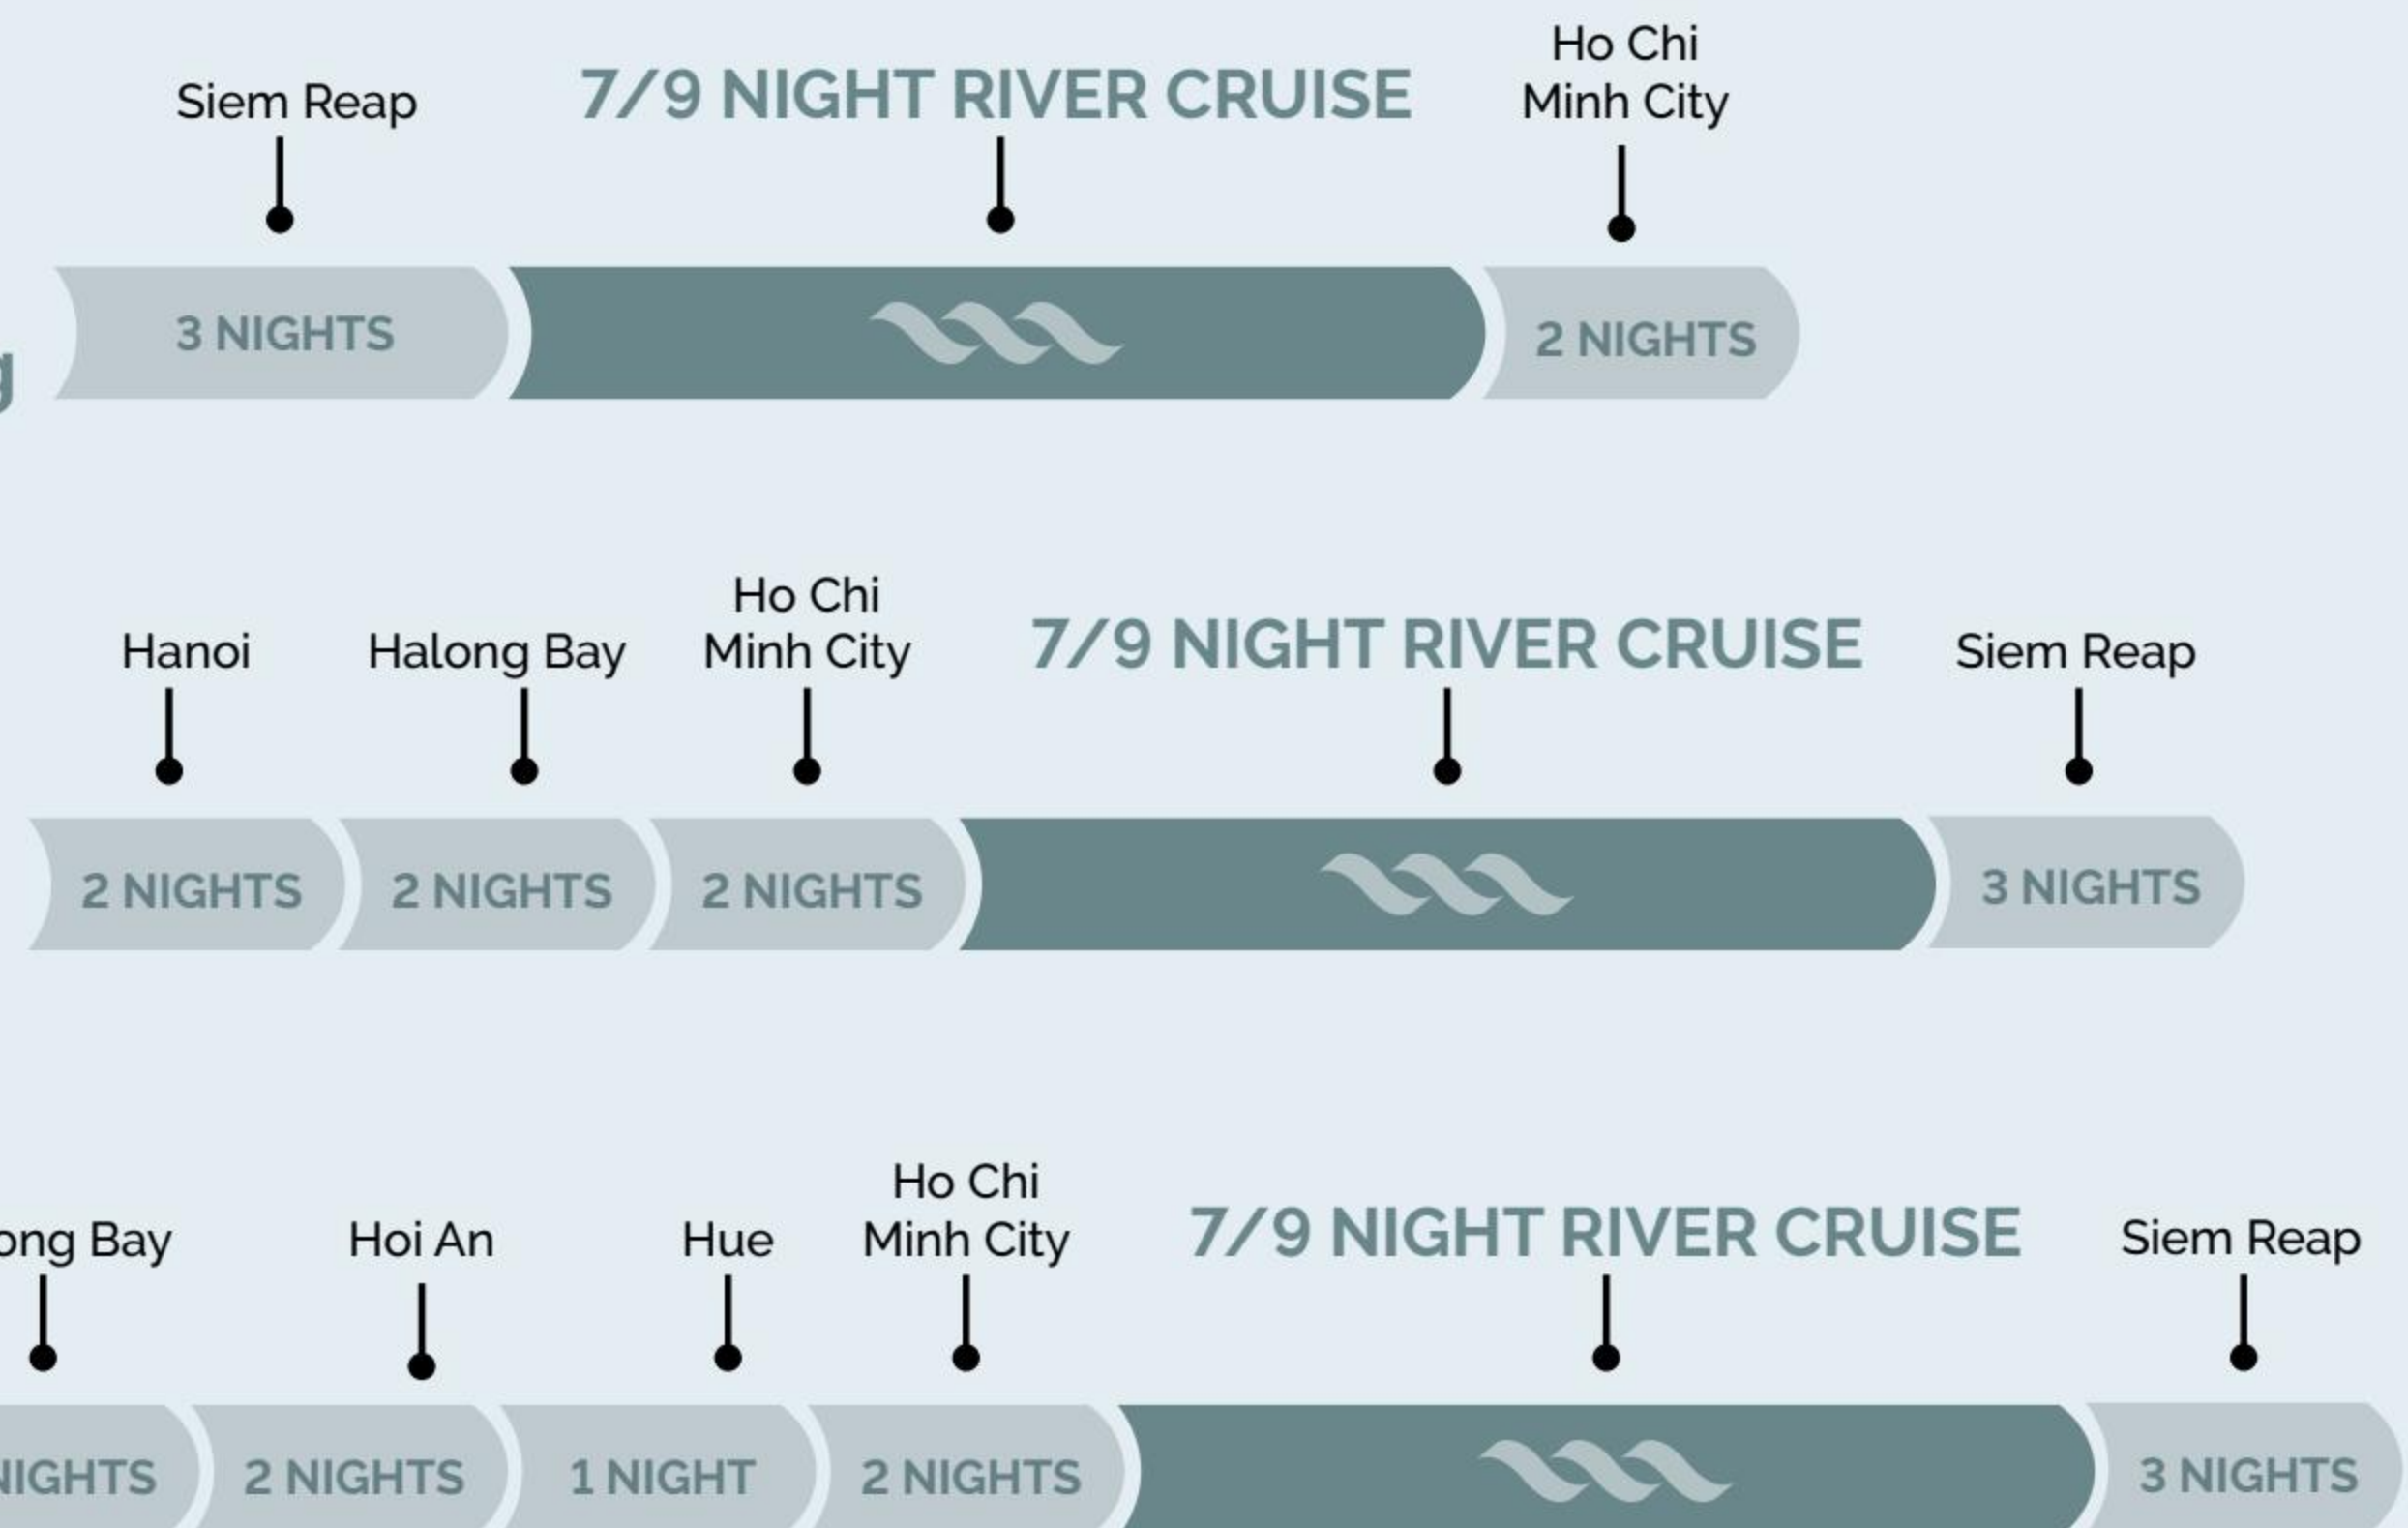 Ho Chi
Siem Reap 7/9 NIGHT RIVER CRUISE Minh City
3 NIGHTS 2 NIGHTS
g
Ho Chi
Hanoi Halong Bay Minh City 7/9 NIGHT RIVER CRUISE Siem Reap
2 NIGHTS 2 NIGHTS 2 NIGHTS 3 NIGHTS
Ho Chi
ong Bay Hoi An Hue Minh City 7/9 NIGHT RIVER CRUISE Siem Reap
NIGHTS 2 NIGHTS 1 NIGHT 2 NIGHTS 3 NIGHTS